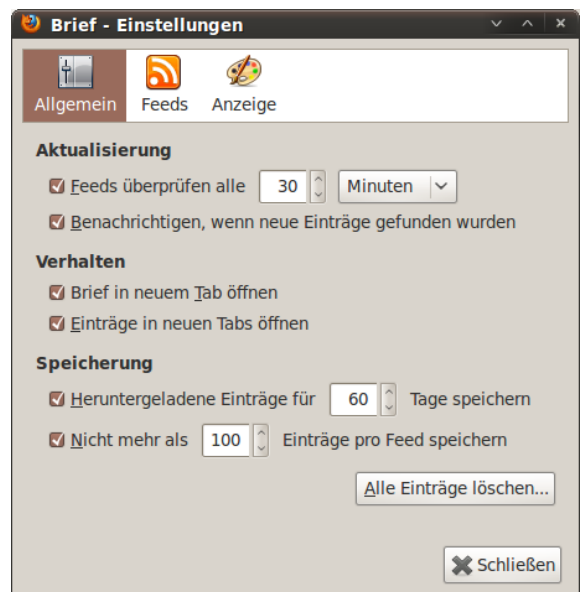 Brief - Einstellungen
Allgemein Feeds Anzeige
Aktualisierung
Feeds überprüfen alle 30 Minuten
Benachrichtigen, wenn neue Einträge gefunden wurden
Verhalten
Brief in neuem Tab öffnen
Einträge in neuen Tabs öffnen
Speicherung
Heruntergeladene Einträge für 60 Tage speichern
Nicht mehr als 100 Einträge pro Feed speichern
Alle Einträge löschen...
Schließen